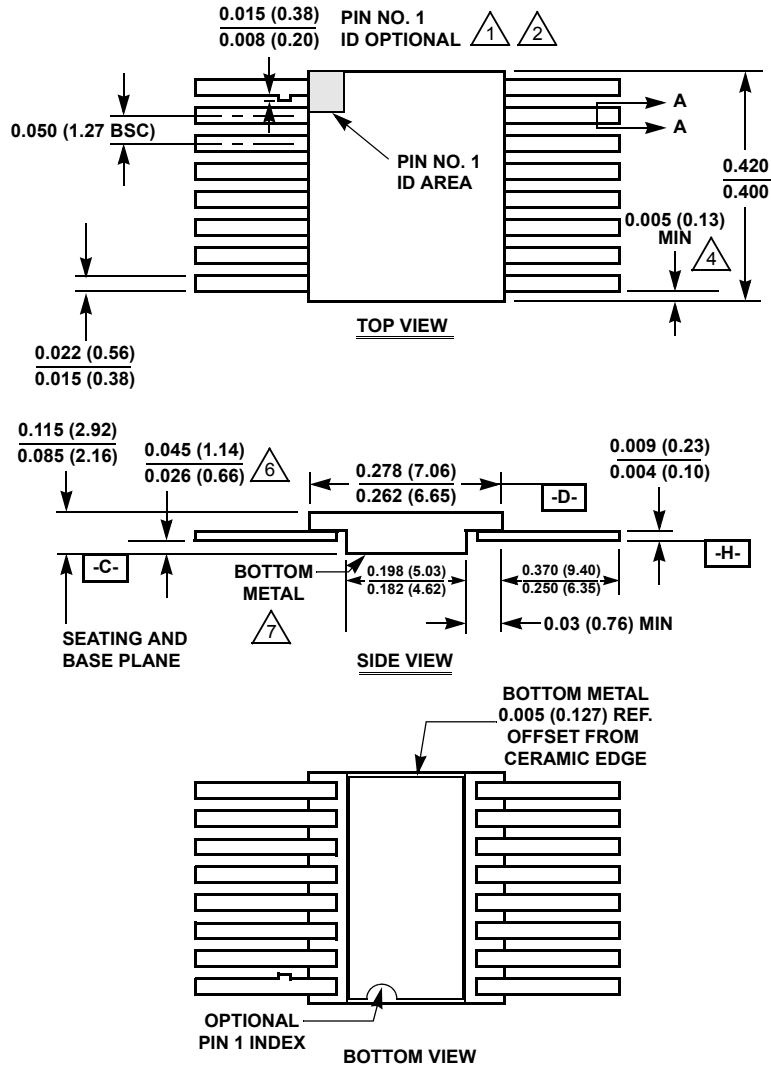 0.015 (0.38)
0.008 (0.20)
PIN NO. 1
ID OPTIONAL
1
2
0.050 (1.27 BSC)
PIN NO. 1
ID AREA
A
A
0.420
0.400
0.005 (0.13)
MIN
4
TOP VIEW
0.022 (0.56)
0.015 (0.38)
0.115 (2.92)
0.085 (2.16)
0.045 (1.14)
0.026 (0.66)
6
0.278 (7.06)
0.262 (6.65)
-D-
0.009 (0.23)
0.004 (0.10)
-H-
-C-
SEATING AND
BASE PLANE
BOTTOM
METAL
7
0.198 (5.03)
0.182 (4.62)
0.370 (9.40)
0.250 (6.35)
0.03 (0.76) MIN
SIDE VIEW
BOTTOM METAL
0.005 (0.127) REF.
OFFSET FROM
CERAMIC EDGE
OPTIONAL
PIN 1 INDEX
BOTTOM VIEW